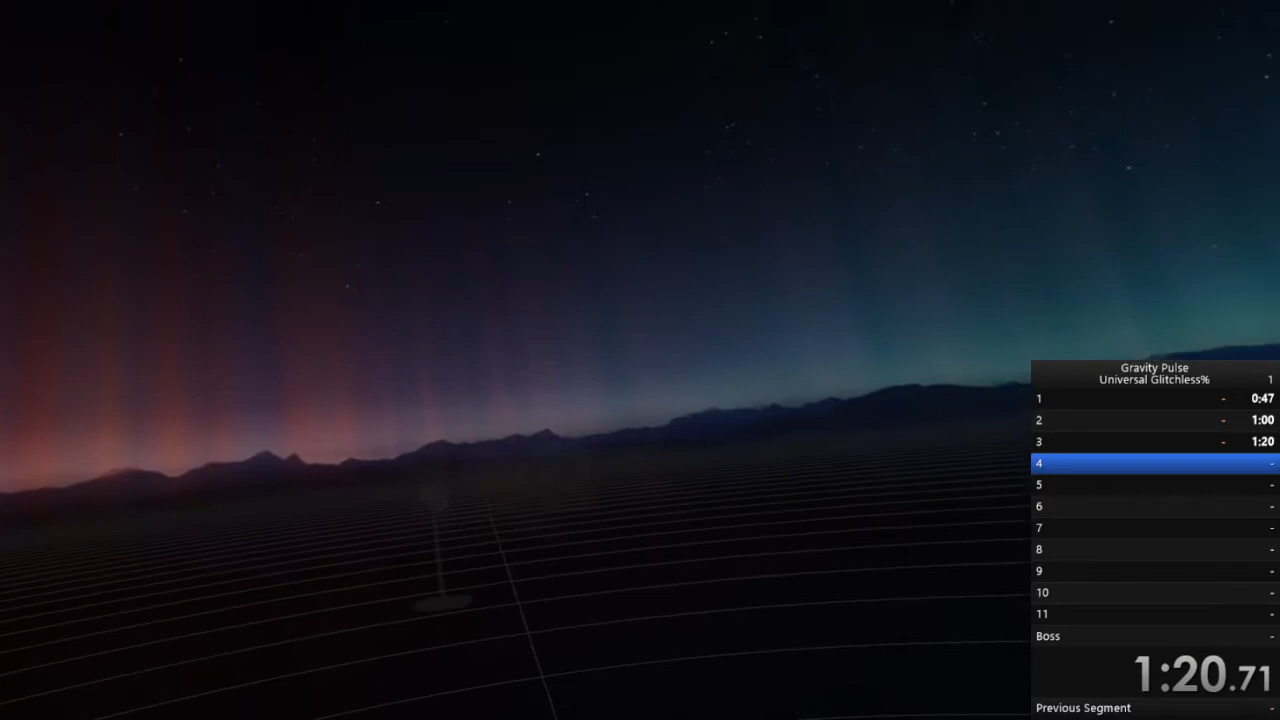 Gravity Pulse
Universal Glitchless% 1
1 - 0:47
2 - 1:00
3 - 1:20
4 -
5 -
6 -
7 -
8 -
9 -
10 -
11 -
Boss -
1:20.71
Previous Segment -